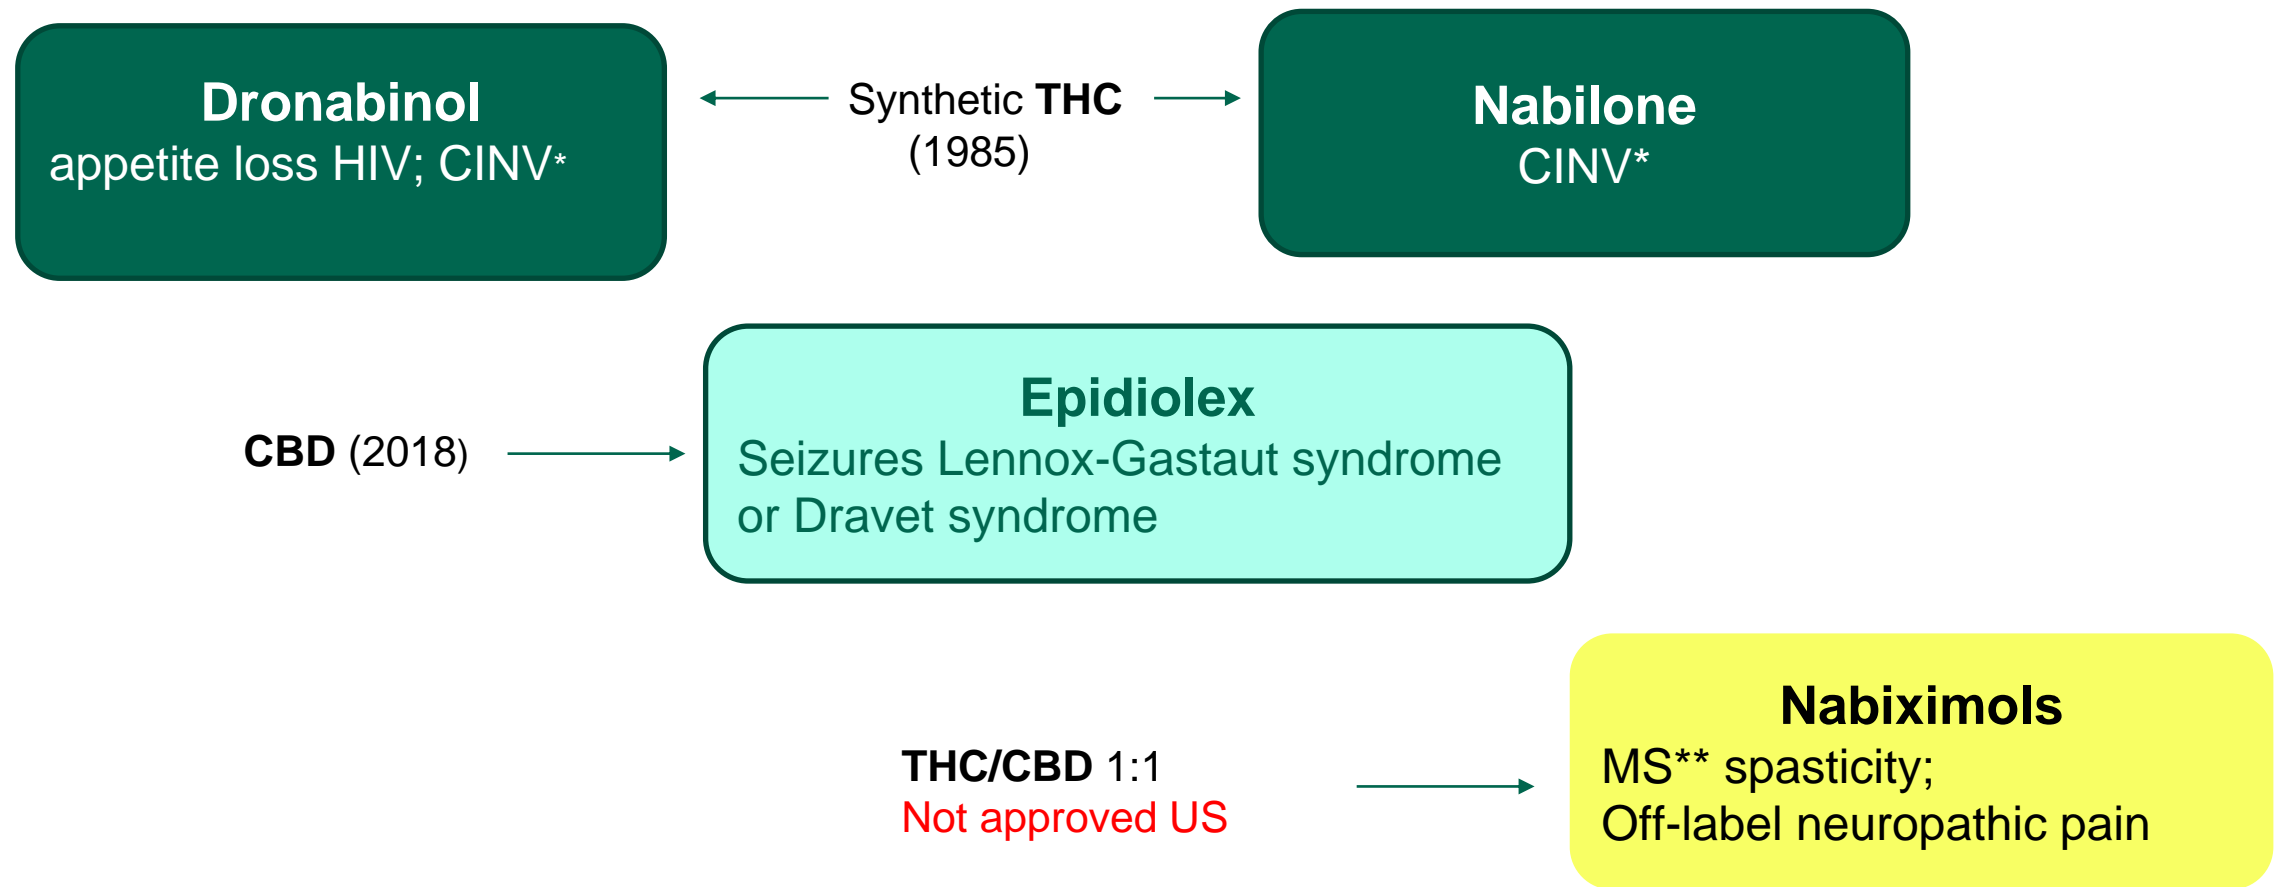 Dronabinol
appetite loss HIV; CINV*
Synthetic THC
(1985)
Nabilone
CINV*
CBD (2018)
Epidiolex
Seizures Lennox-Gastaut syndrome
or Dravet syndrome
THC/CBD 1:1
Not approved US
Nabiximols
MS** spasticity;
Off-label neuropathic pain